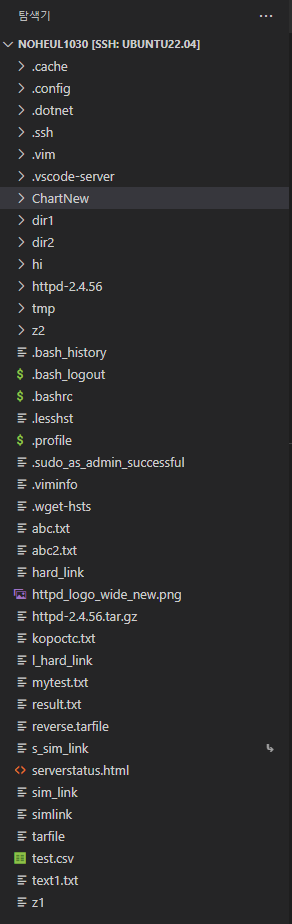 탐색기
NOHEUL1030 [SSH: UBUNTU22.04]
.cache
.config
.dotnet
.ssh
.vim
.vscode-server
ChartNew
dir1
dir2
hi
httpd-2.4.56
tmp
z2
.bash_history
.bash_logout
.bashrc
.lesshst
.profile
.sudo_as_admin_successful
.viminfo
.wget-hsts
abc.txt
abc2.txt
hard_link
httpd_logo_wide_new.png
httpd-2.4.56.tar.gz
kopoctc.txt
l_hard_link
mytest.txt
result.txt
reverse.tarfile
s_sim_link
serverstatus.html
sim_link
simlink
tarfile
test.csv
text1.txt
z1